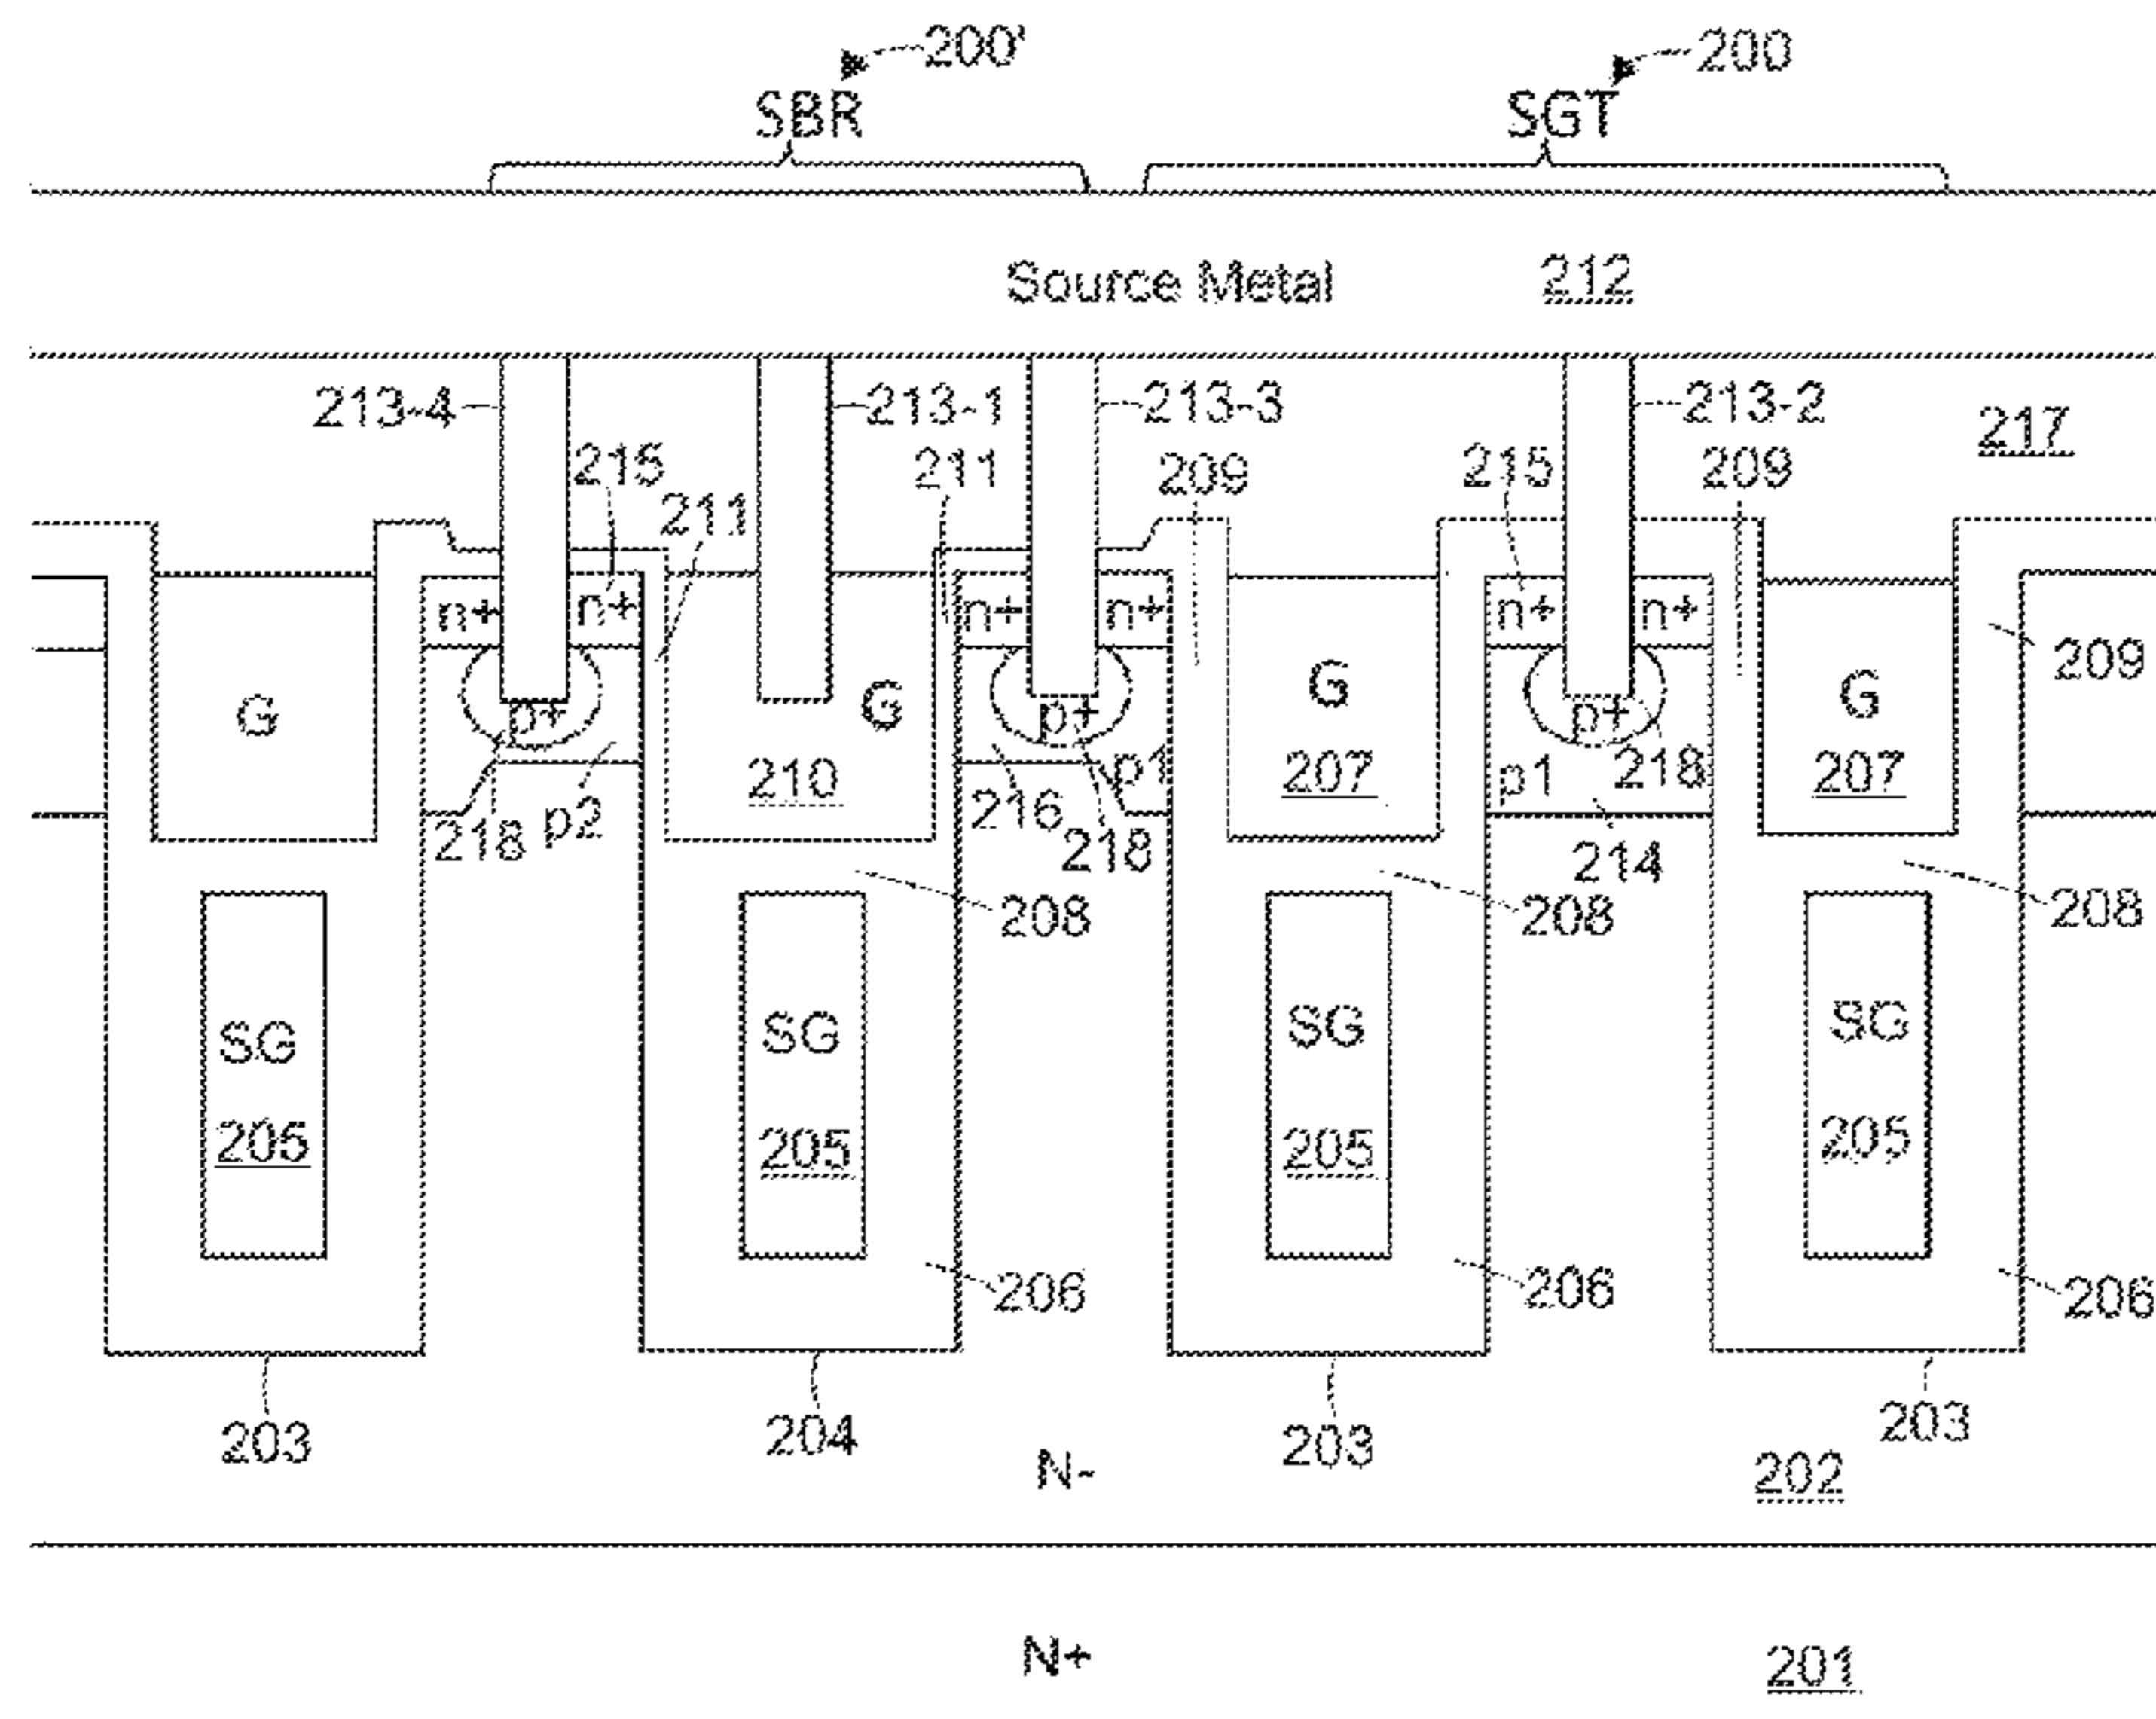 200' 200
SBR SGT
Source Metal 212
213-4 213-1 213-3 213-2 217
215 211 209 215 209
211
n+ n+ n+ n+ n+ n+
209
G G G G
p+ p+ p+
210 p1 207 p1 218 207
218 p2 216 218 214
208 208 208
SG SG SG SG
205 205 205 205
206 206 206
203 204 203 203
N- 202
N+ 201